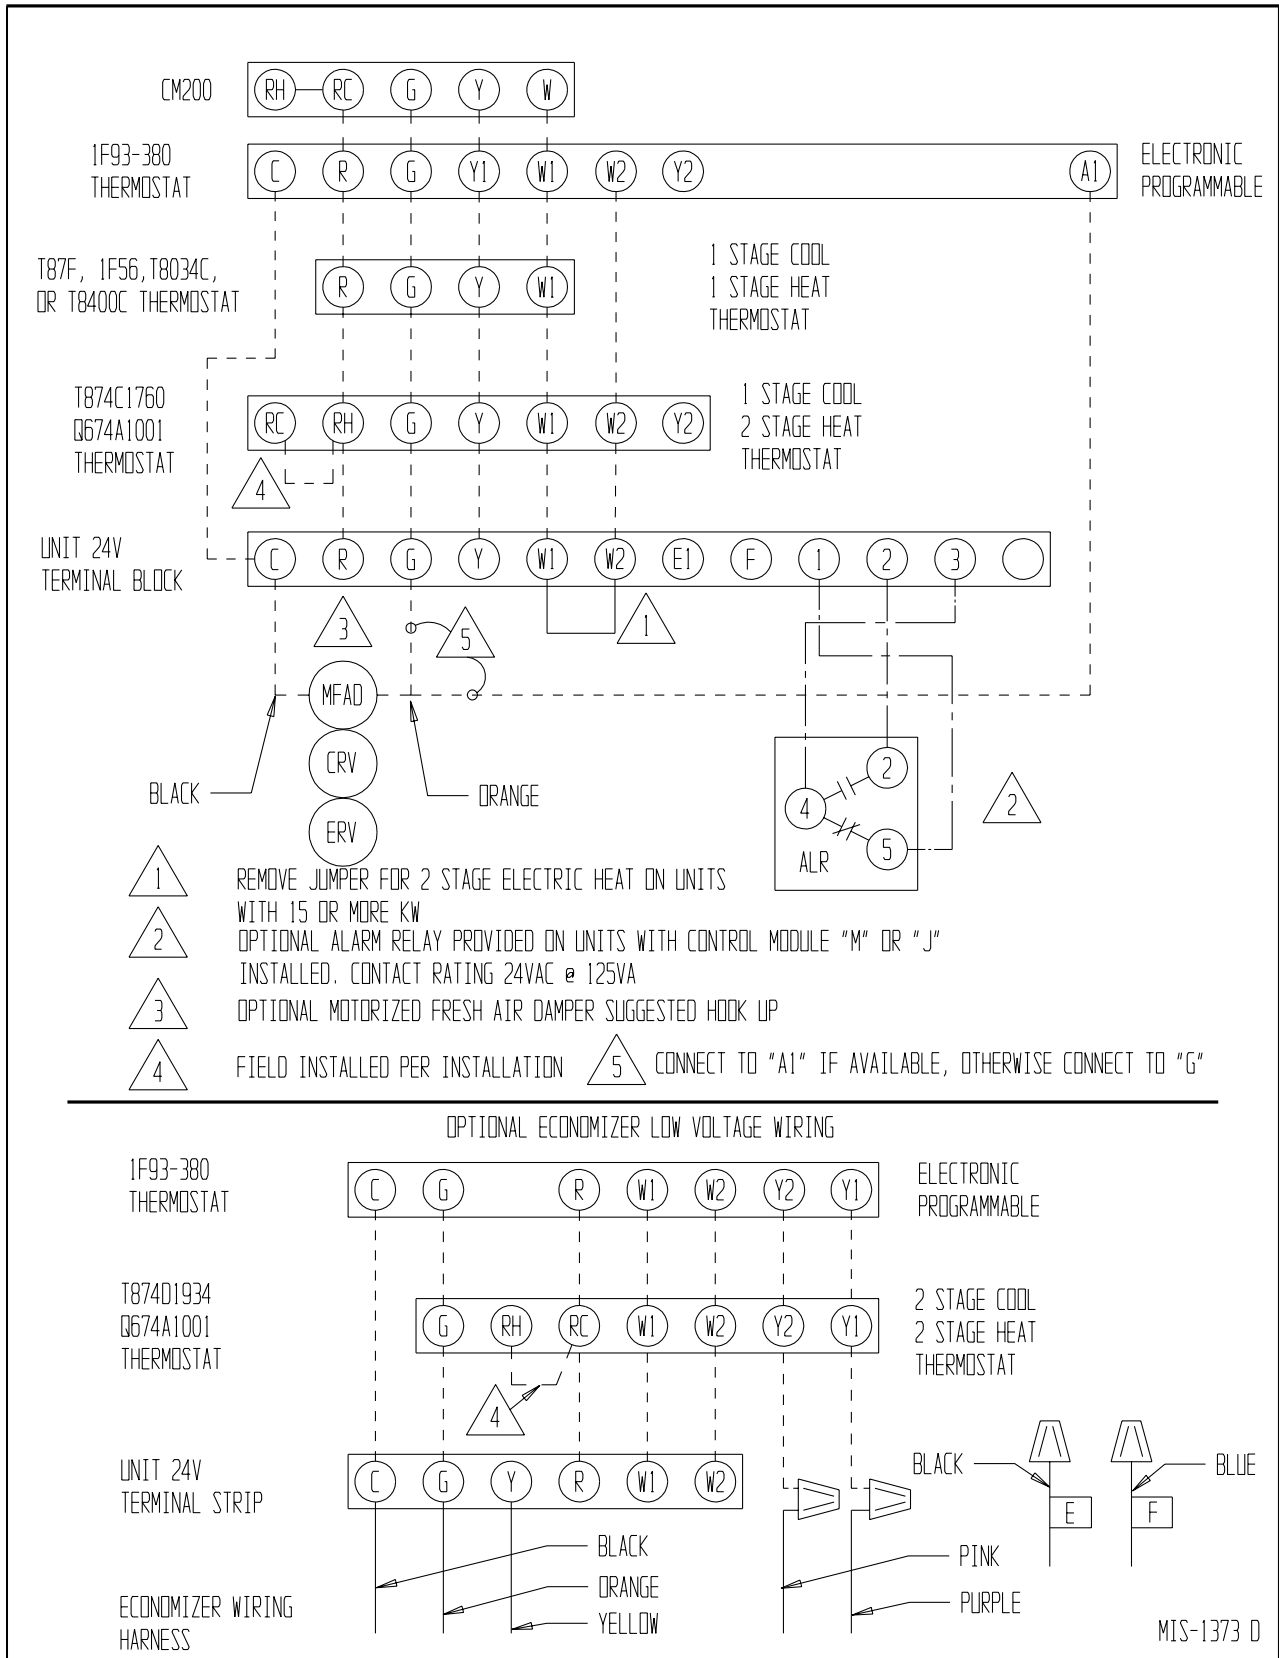 CM200 RH RC G Y W
1F93-380 C R G Y1 W1 W2 Y2 A1 ELECTRONIC
THERMOSTAT PROGRAMMABLE
T87F, 1F56,T8034C, R G Y W1 1 STAGE COOL
OR T8400C THERMOSTAT 1 STAGE HEAT
THERMOSTAT
T874C1760 1 STAGE COOL
Q674A1001 RC RH G Y W1 W2 Y2 2 STAGE HEAT
THERMOSTAT THERMOSTAT
4
UNIT 24V C R G Y W1 W2 E1 F 1 2 3
TERMINAL BLOCK
3 5 1
MFAD
CRV 2
BLACK ORANGE 4 2
ERV ALR 5
1 REMOVE JUMPER FOR 2 STAGE ELECTRIC HEAT ON UNITS
WITH 15 OR MORE KW
2 OPTIONAL ALARM RELAY PROVIDED ON UNITS WITH CONTROL MODULE "M" OR "J"
INSTALLED. CONTACT RATING 24VAC @ 125VA
3 OPTIONAL MOTORIZED FRESH AIR DAMPER SUGGESTED HOOK UP
4 FIELD INSTALLED PER INSTALLATION 5 CONNECT TO "A1" IF AVAILABLE, OTHERWISE CONNECT TO "G"
OPTIONAL ECONOMIZER LOW VOLTAGE WIRING
1F93-380 C G R W1 W2 Y2 Y1 ELECTRONIC
THERMOSTAT PROGRAMMABLE
T874D1934 2 STAGE COOL
Q674A1001 G RH RC W1 W2 Y2 Y1 2 STAGE HEAT
THERMOSTAT THERMOSTAT
4
UNIT 24V C G Y R W1 W2 BLACK BLUE
TERMINAL STRIP E F
BLACK PINK
ORANGE
ECONOMIZER WIRING YELLOW PURPLE
HARNESS MIS-1373 D